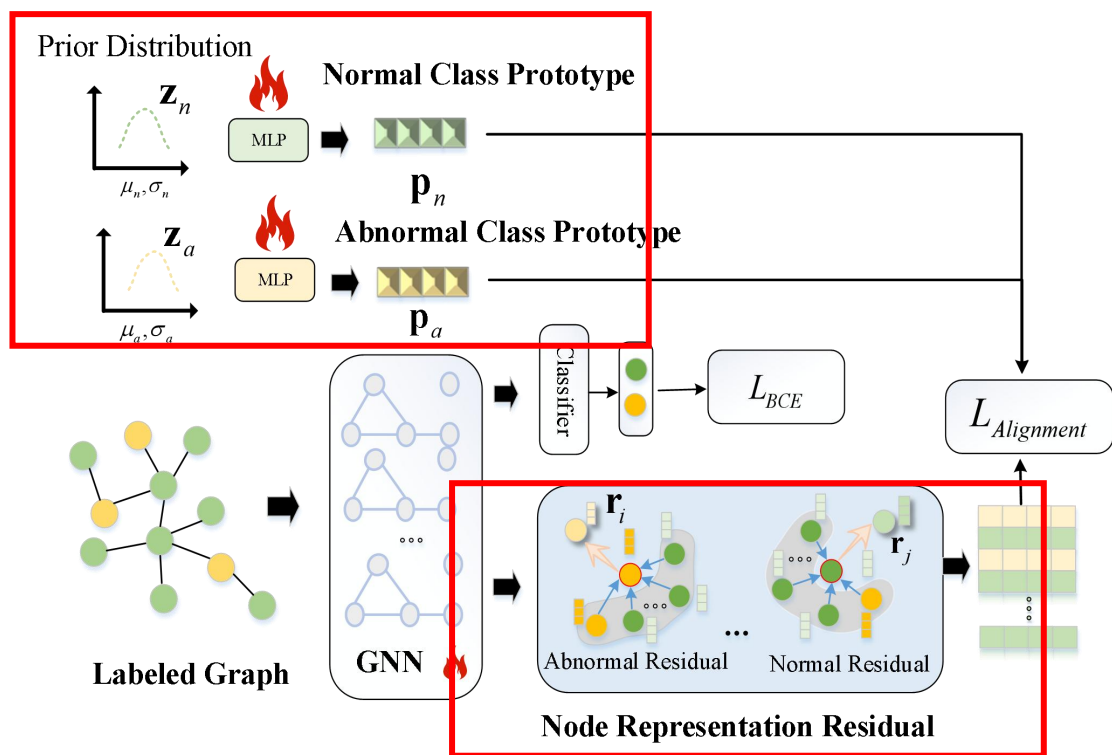 Prior Distribution
z_n
MLP
Normal Class Prototype
μ_n, σ_n
p_n
z_a
MLP
Abnormal Class Prototype
μ_a, σ_a
p_a
Classifier
L_BCE
L_Alignment
r_i
r_j
...
Abnormal Residual
Normal Residual
GNN
Labeled Graph
Node Representation Residual